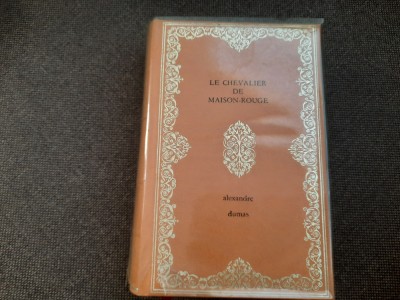 LE CHEVALIER
DE
MAISON-ROUGE
alexandre
dumas